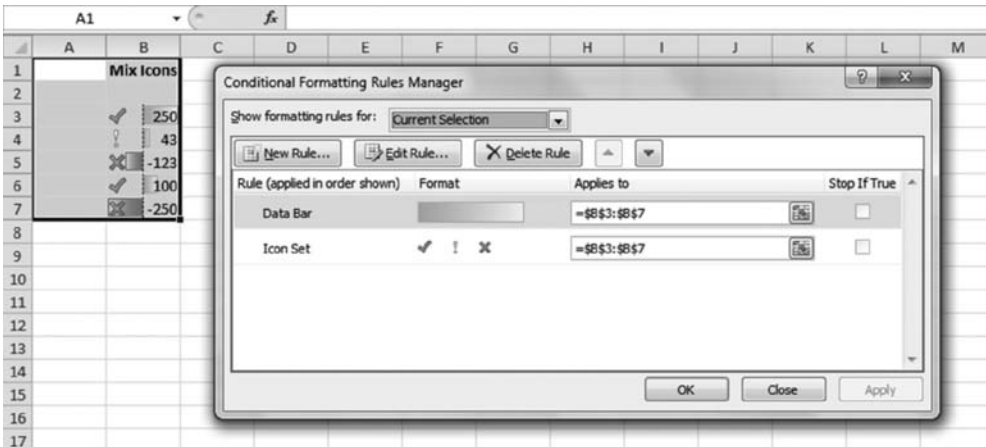 A1 fx
A B C D E F G H I J K L M
1 Mix Icons
2
3 250
4 43
5 -123
6 100
7 -250
8
9
10
11
12
13
14
15
16
17
Conditional Formatting Rules Manager
Show formatting rules for: Current Selection
New Rule... Edit Rule... Delete Rule
Rule (applied in order shown) Format Applies to Stop If True
Data Bar =$B$3:$B$7
Icon Set =$B$3:$B$7
OK Close Apply